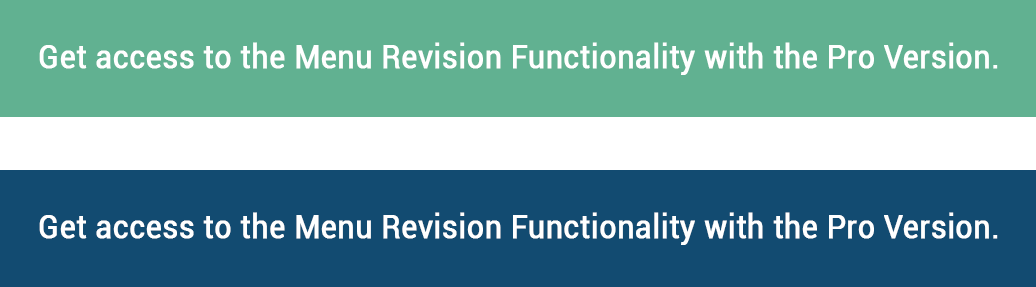 Get access to the Menu Revision Functionality with the Pro Version.
Get access to the Menu Revision Functionality with the Pro Version.